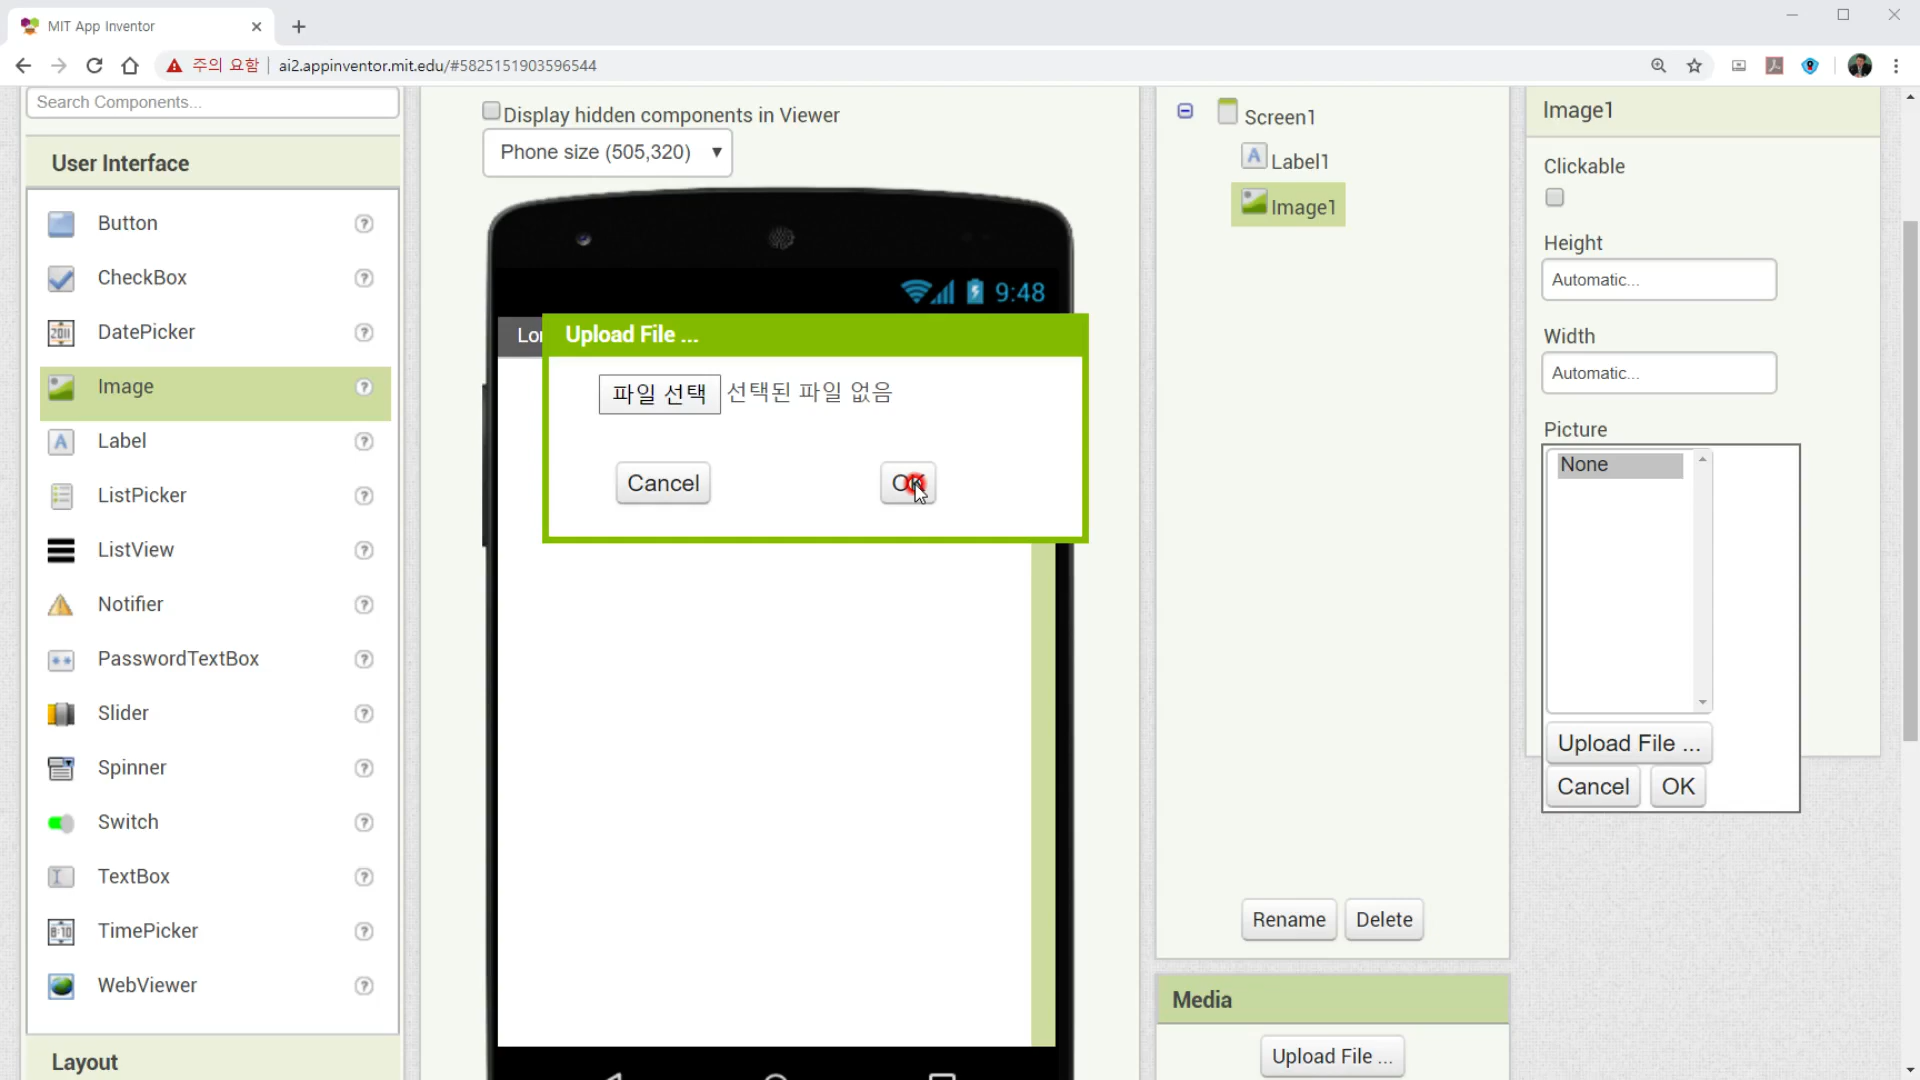 MIT App Inventor
주의 요함
ai2.appinventor.mit.edu/#5825151903596544
Search Components...
User Interface
Button
CheckBox
DatePicker
Image
Label
ListPicker
ListView
Notifier
PasswordTextBox
Slider
Spinner
Switch
TextBox
TimePicker
WebViewer
Layout
Display hidden components in Viewer
Phone size (505,320)
9:48
Upload File ...
파일 선택 선택된 파일 없음
Cancel
OK
Screen1
Label1
Image1
Rename
Delete
Media
Upload File ...
Image1
Clickable
Height
Automatic...
Width
Automatic...
Picture
None
Upload File ...
Cancel
OK